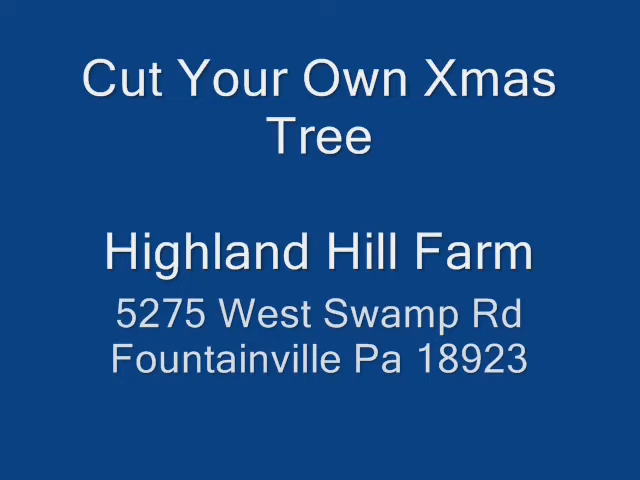 Cut Your Own Xmas
Tree
Highland Hill Farm
5275 West Swamp Rd
Fountainville Pa 18923